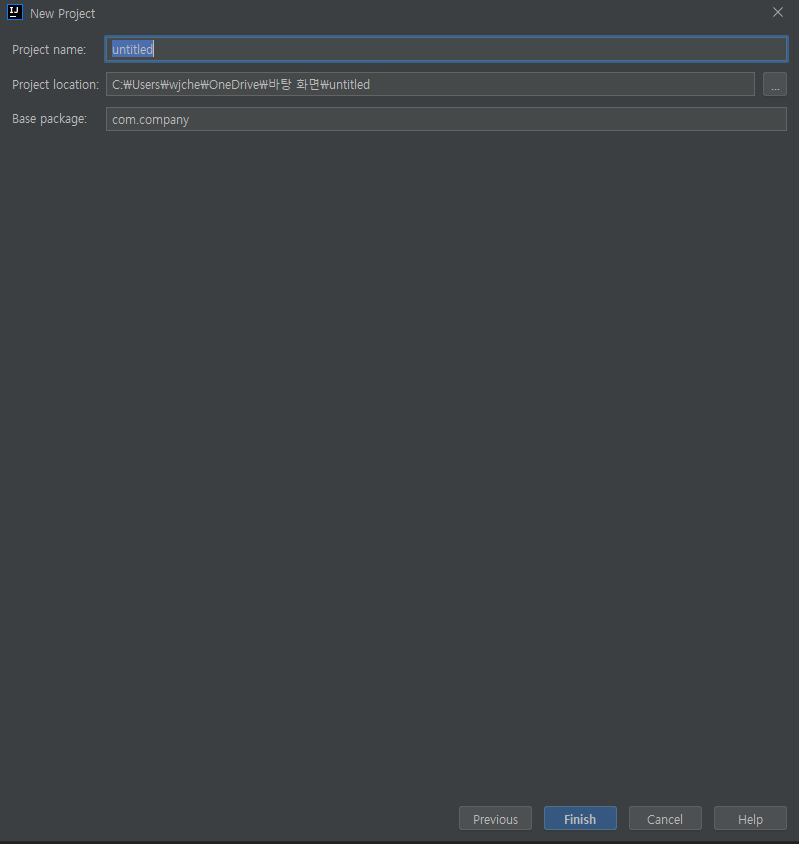 IJ
New Project
Project name: untitled
Project location: C:₩Users₩wjche₩OneDrive₩바탕 화면₩untitled ...
Base package: com.company
Previous Finish Cancel Help